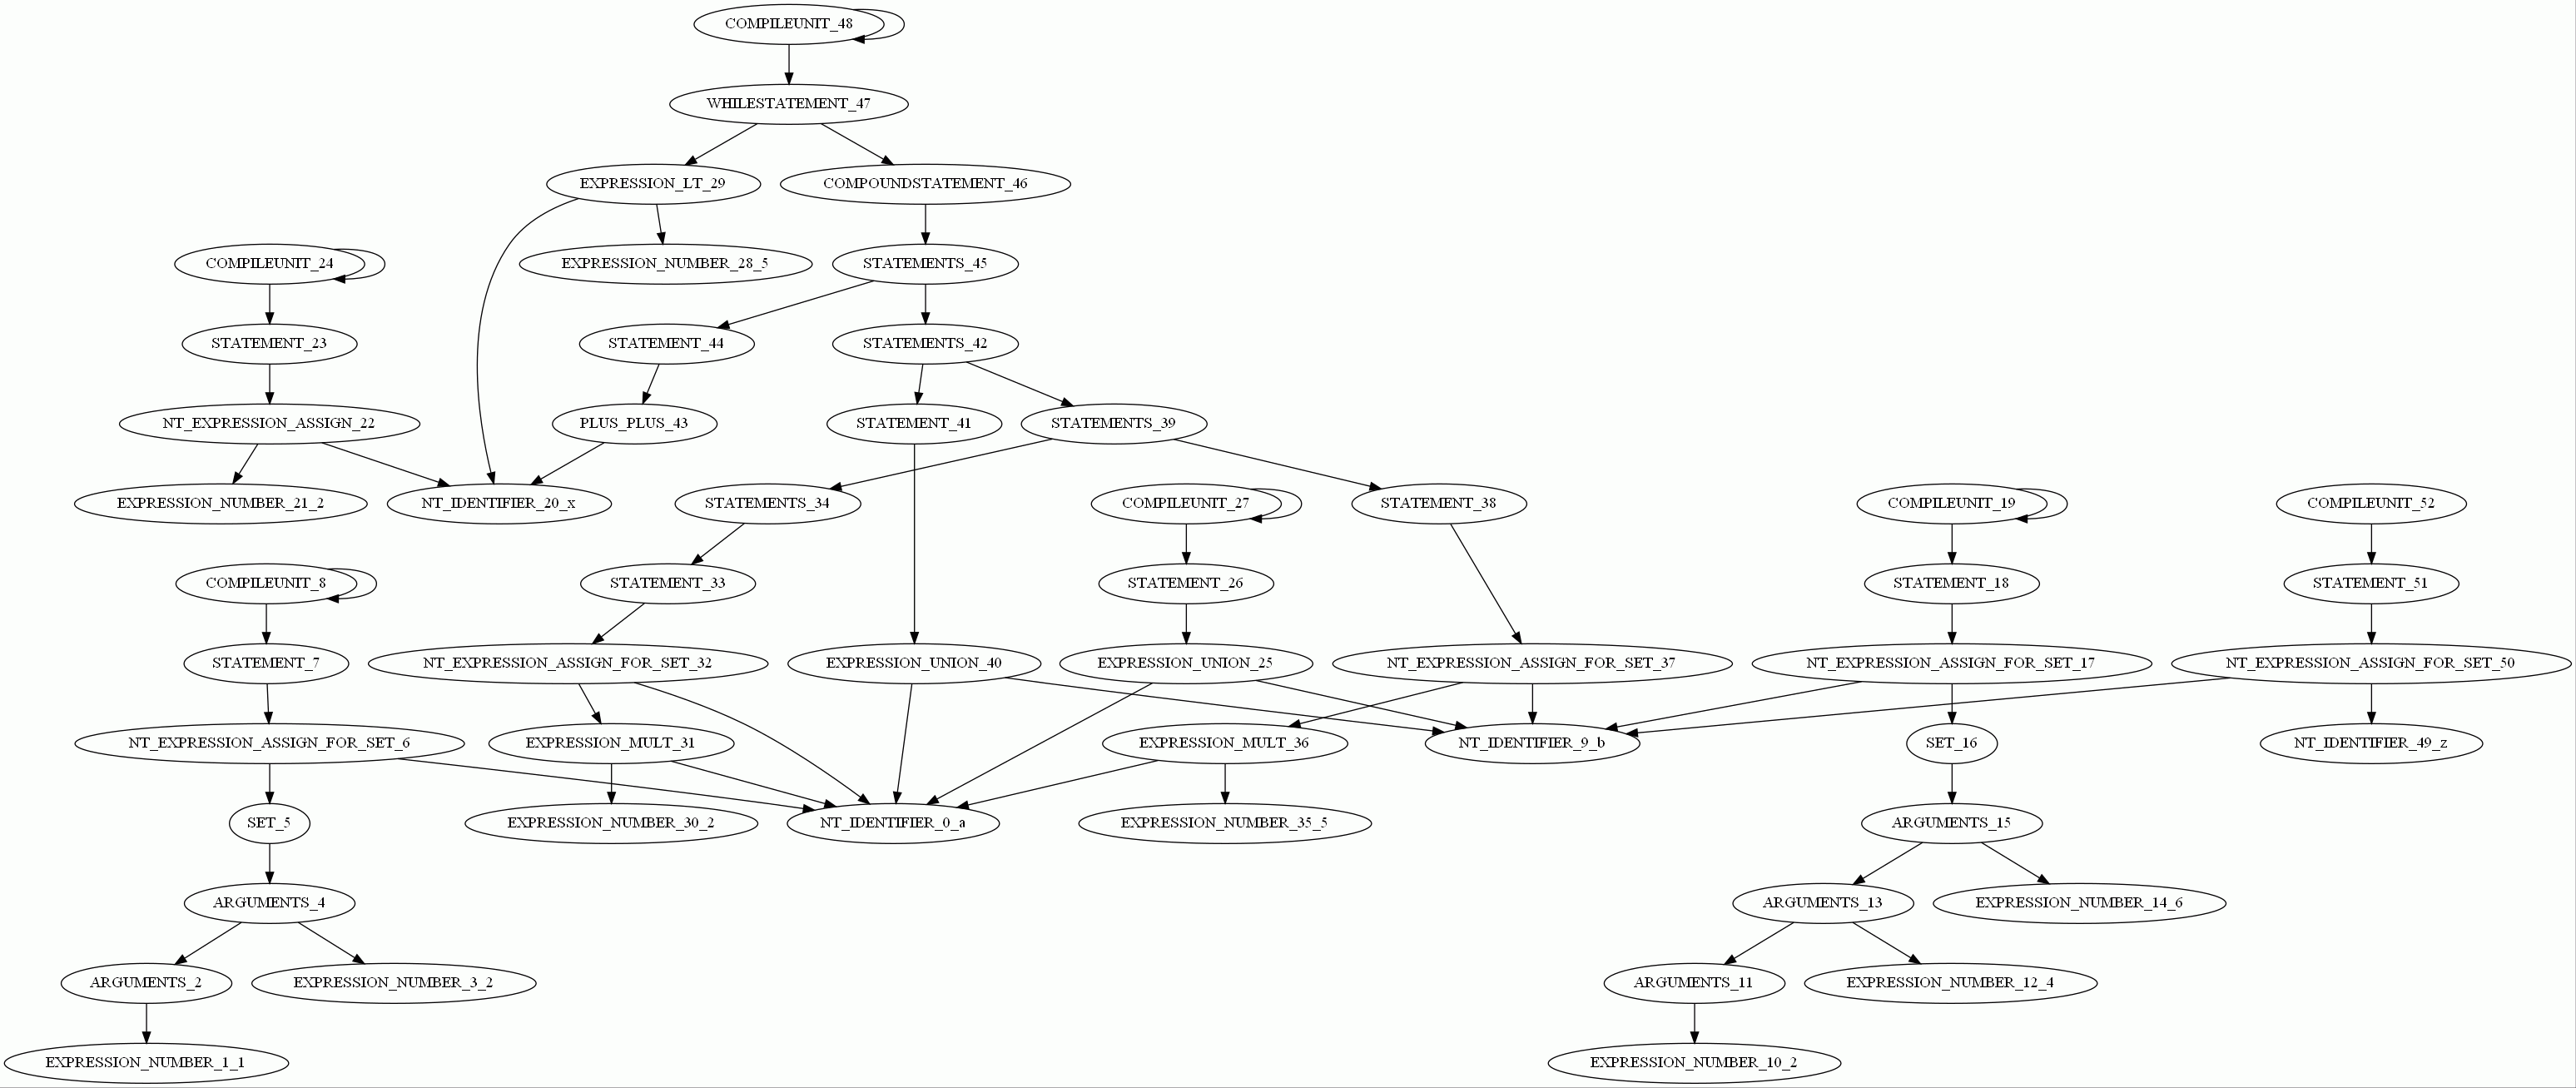 COMPILEUNIT_48
WHILESTATEMENT_47
EXPRESSION_LT_29
COMPOUNDSTATEMENT_46
COMPILEUNIT_24
EXPRESSION_NUMBER_28_5
STATEMENTS_45
STATEMENT_23
STATEMENT_44
STATEMENTS_42
NT_EXPRESSION_ASSIGN_22
PLUS_PLUS_43
STATEMENT_41
STATEMENTS_39
EXPRESSION_NUMBER_21_2
NT_IDENTIFIER_20_x
STATEMENTS_34
COMPILEUNIT_27
STATEMENT_38
COMPILEUNIT_19
COMPILEUNIT_52
COMPILEUNIT_8
STATEMENT_33
STATEMENT_26
STATEMENT_18
STATEMENT_51
STATEMENT_7
NT_EXPRESSION_ASSIGN_FOR_SET_32
EXPRESSION_UNION_40
EXPRESSION_UNION_25
NT_EXPRESSION_ASSIGN_FOR_SET_37
NT_EXPRESSION_ASSIGN_FOR_SET_17
NT_EXPRESSION_ASSIGN_FOR_SET_50
NT_EXPRESSION_ASSIGN_FOR_SET_6
EXPRESSION_MULT_31
EXPRESSION_MULT_36
NT_IDENTIFIER_9_b
SET_16
NT_IDENTIFIER_49_z
SET_5
EXPRESSION_NUMBER_30_2
NT_IDENTIFIER_0_a
EXPRESSION_NUMBER_35_5
ARGUMENTS_15
ARGUMENTS_4
ARGUMENTS_13
EXPRESSION_NUMBER_14_6
ARGUMENTS_2
EXPRESSION_NUMBER_3_2
ARGUMENTS_11
EXPRESSION_NUMBER_12_4
EXPRESSION_NUMBER_1_1
EXPRESSION_NUMBER_10_2